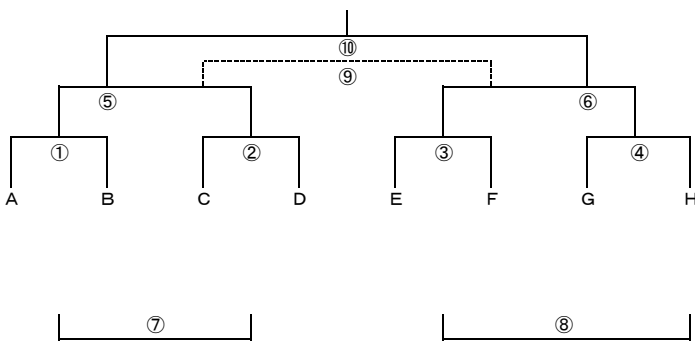 ⑩
⑨
⑤ ⑥
① ② ③ ④
A B C D E F G H
⑦ ⑧